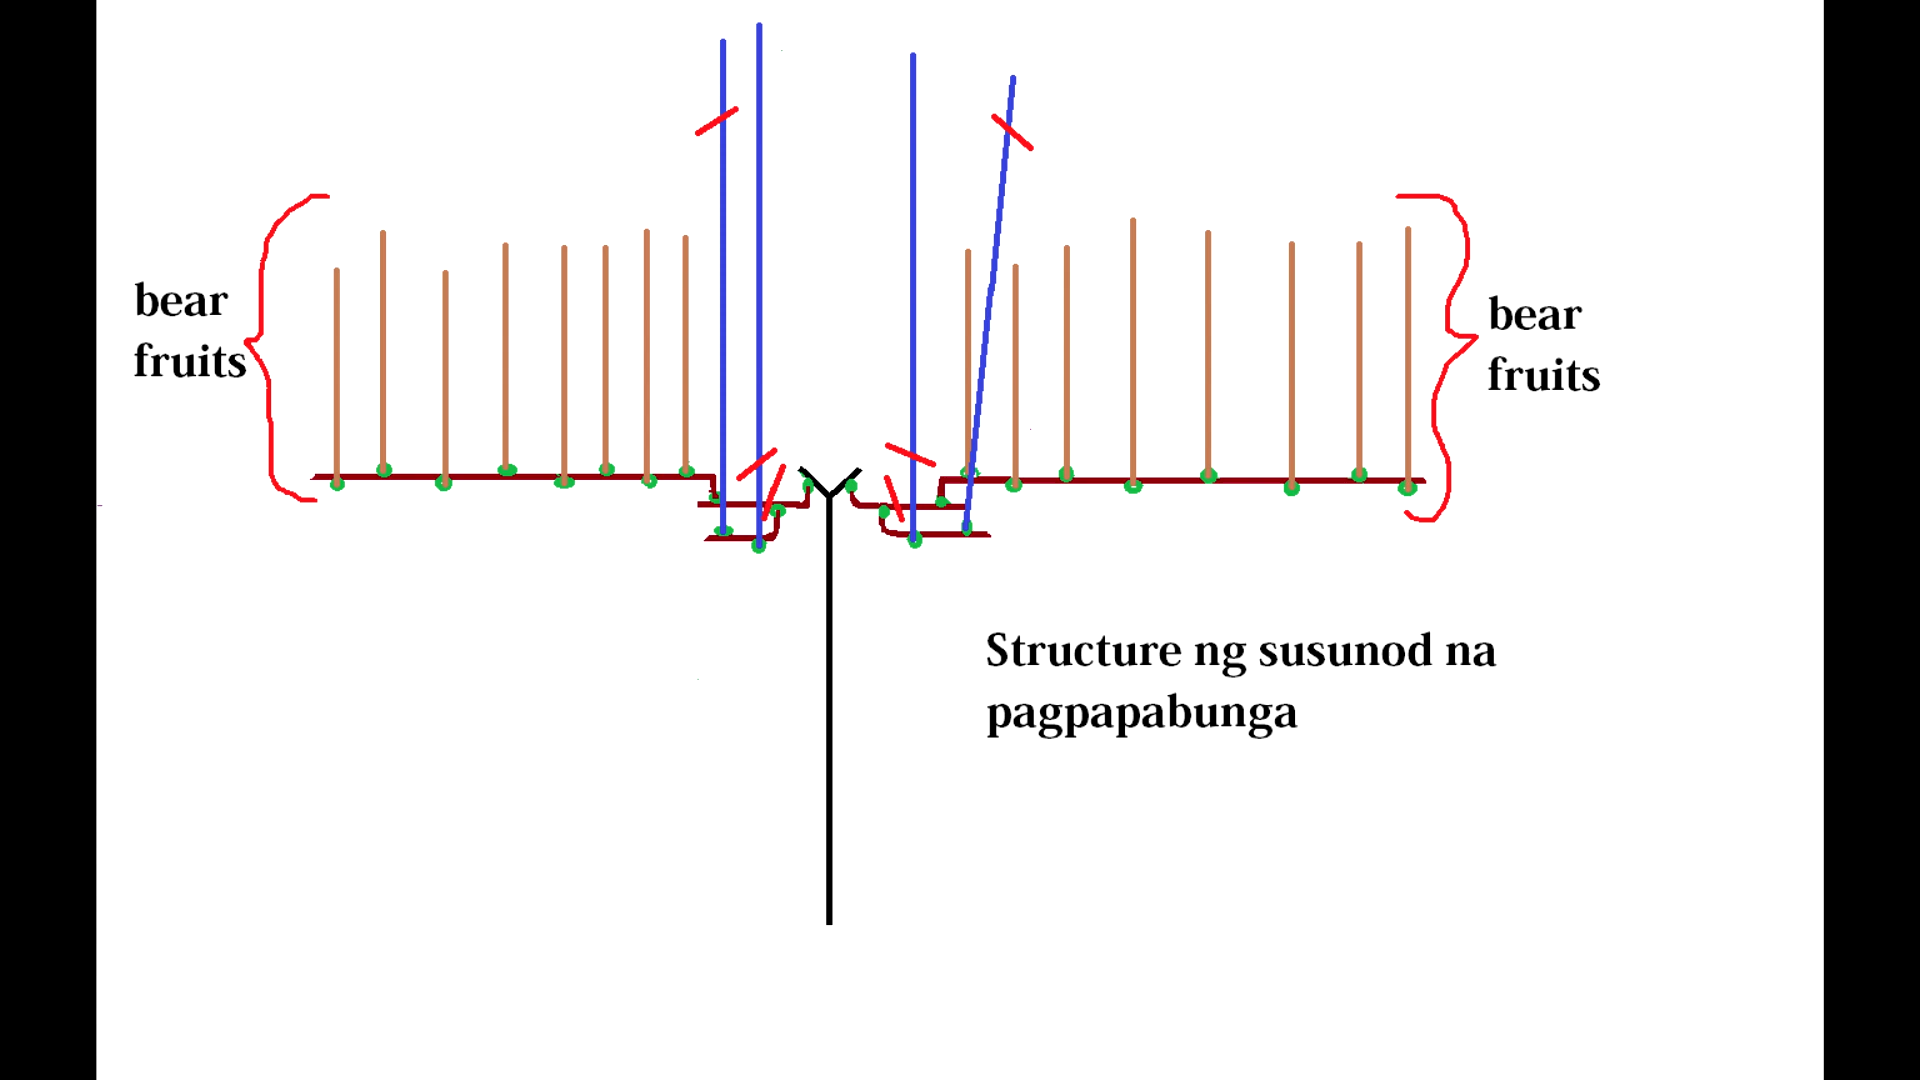 bear
fruits
bear
fruits
Structure ng susunod na
pagpapabunga